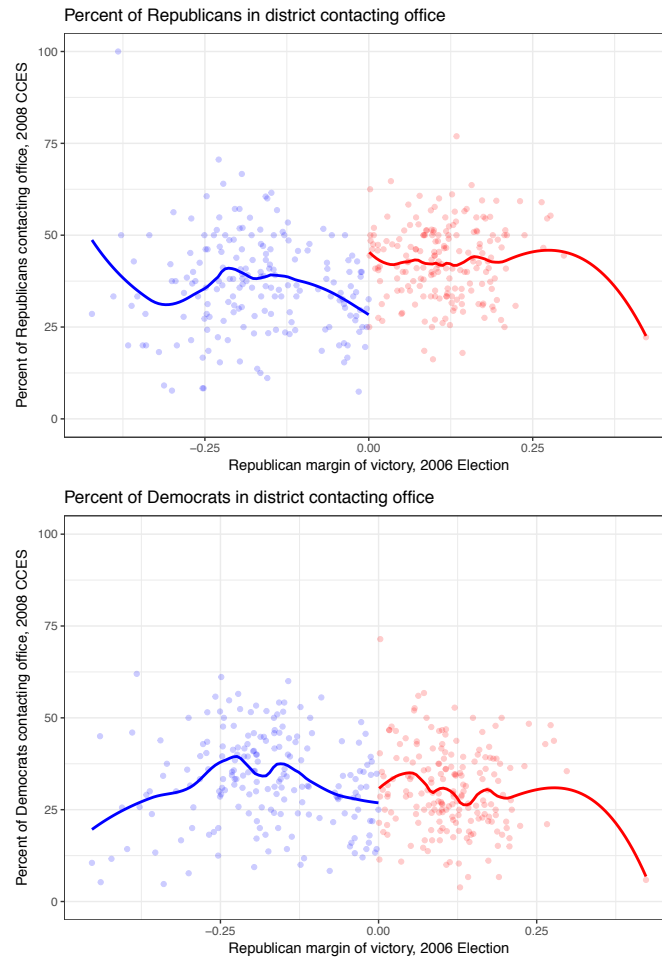 Percent of Republicans in district contacting office
Percent of Republicans contacting office, 2008 CCES
100
75
50
25
0
−0.25
0.00
0.25
Republican margin of victory, 2006 Election
Percent of Democrats in district contacting office
Percent of Democrats contacting office, 2008 CCES
100
75
50
25
0
−0.25
0.00
0.25
Republican margin of victory, 2006 Election